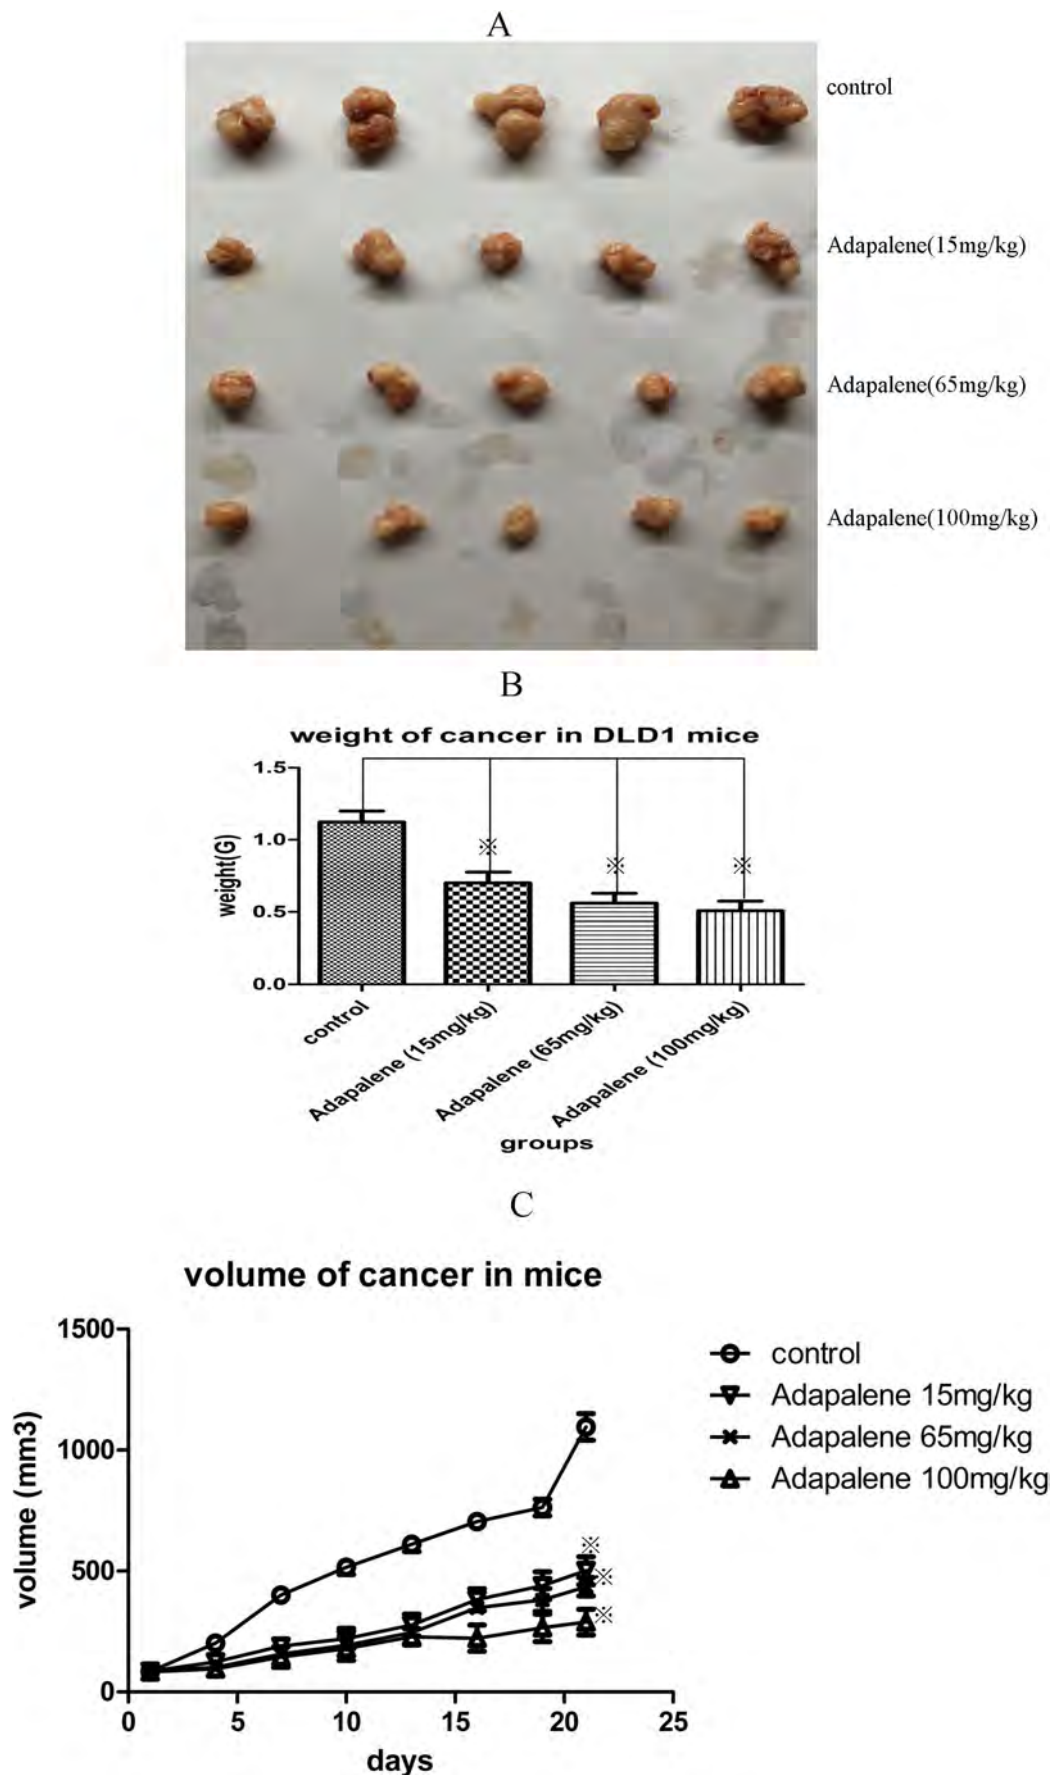 A
control
Adapalene(15mg/kg)
Adapalene(65mg/kg)
Adapalene(100mg/kg)
B
weight of cancer in DLD1 mice
weight(G)
1.5
1.0
0.5
0.0
※
※
※
control
Adapalene (15mg/kg)
Adapalene (65mg/kg)
Adapalene (100mg/kg)
groups
C
volume of cancer in mice
volume (mm3)
1500
1000
500
0
※
※
※
0 5 10 15 20 25
days
control
Adapalene 15mg/kg
Adapalene 65mg/kg
Adapalene 100mg/kg